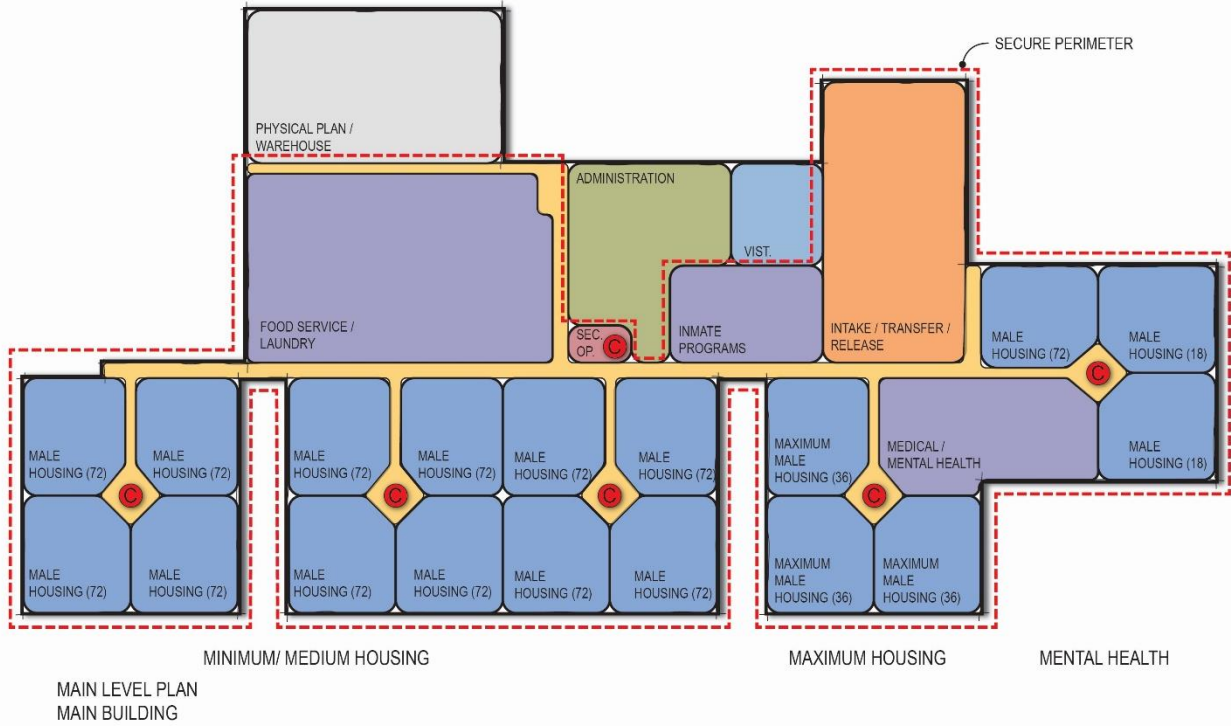 SECURE PERIMETER
PHYSICAL PLAN /
WAREHOUSE
ADMINISTRATION
VIST.
FOOD SERVICE /
LAUNDRY
SEC.
OP.
C
INMATE
PROGRAMS
INTAKE / TRANSFER /
RELEASE
MALE
HOUSING (72)
MALE
HOUSING (18)
C
MALE
HOUSING (18)
MALE
HOUSING (72)
MALE
HOUSING (72)
C
MALE
HOUSING (72)
MALE
HOUSING (72)
MALE
HOUSING (72)
MALE
HOUSING (72)
C
MALE
HOUSING (72)
MALE
HOUSING (72)
MALE
HOUSING (72)
MALE
HOUSING (72)
C
MALE
HOUSING (72)
MALE
HOUSING (72)
MAXIMUM
MALE
HOUSING (36)
MEDICAL /
MENTAL HEALTH
C
MAXIMUM
MALE
HOUSING (36)
MAXIMUM
MALE
HOUSING (36)
MINIMUM/ MEDIUM HOUSING
MAXIMUM HOUSING
MENTAL HEALTH
MAIN LEVEL PLAN
MAIN BUILDING